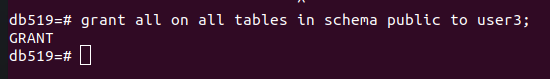 db519=# grant all on all tables in schema public to user3;
GRANT
db519=#